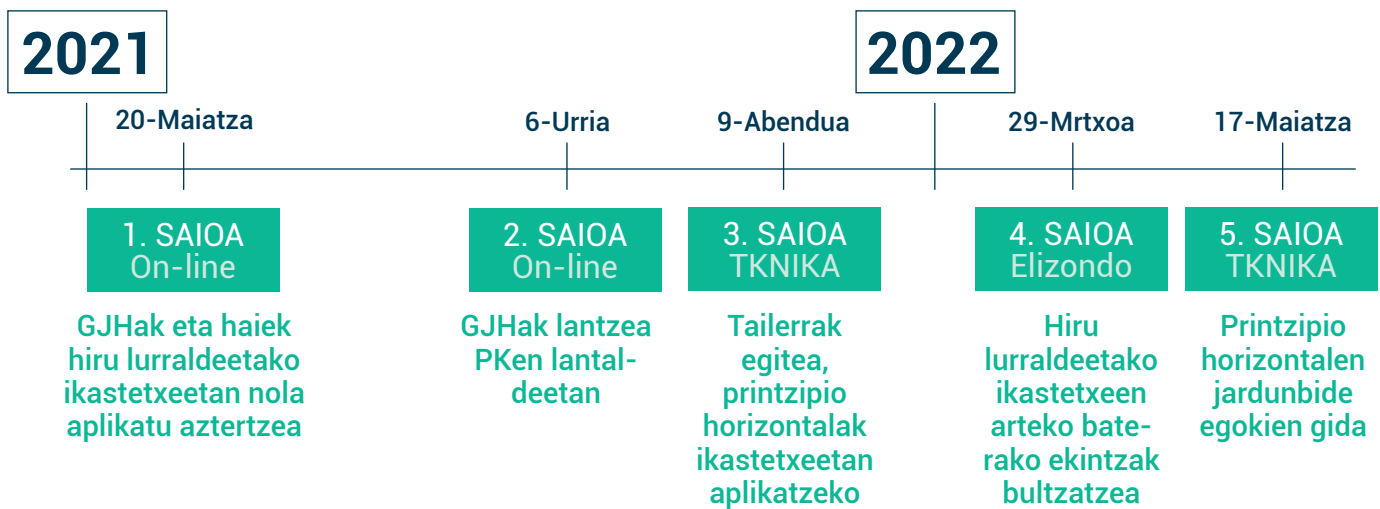 2021
2022
20-Maiatza
6-Urria
9-Abendua
29-Mrtxoa
17-Maiatza
1. SAIOA
On-line
GJHak eta haiek
hiru lurraldeetako
ikastetxeetan nola
aplikatu aztertzea
2. SAIOA
On-line
GJHak lantzea
PKen lantal-
deetan
3. SAIOA
TKNIKA
Tailerrak
egitea,
printzipio
horizontalak
ikastetxeetan
aplikatzeko
4. SAIOA
Elizondo
Hiru
lurraldeetako
ikastetxeen
arteko bate-
rako ekintzak
bultzatzea
5. SAIOA
TKNIKA
Printzipio
horizontalen
jardunbide
egokien gida